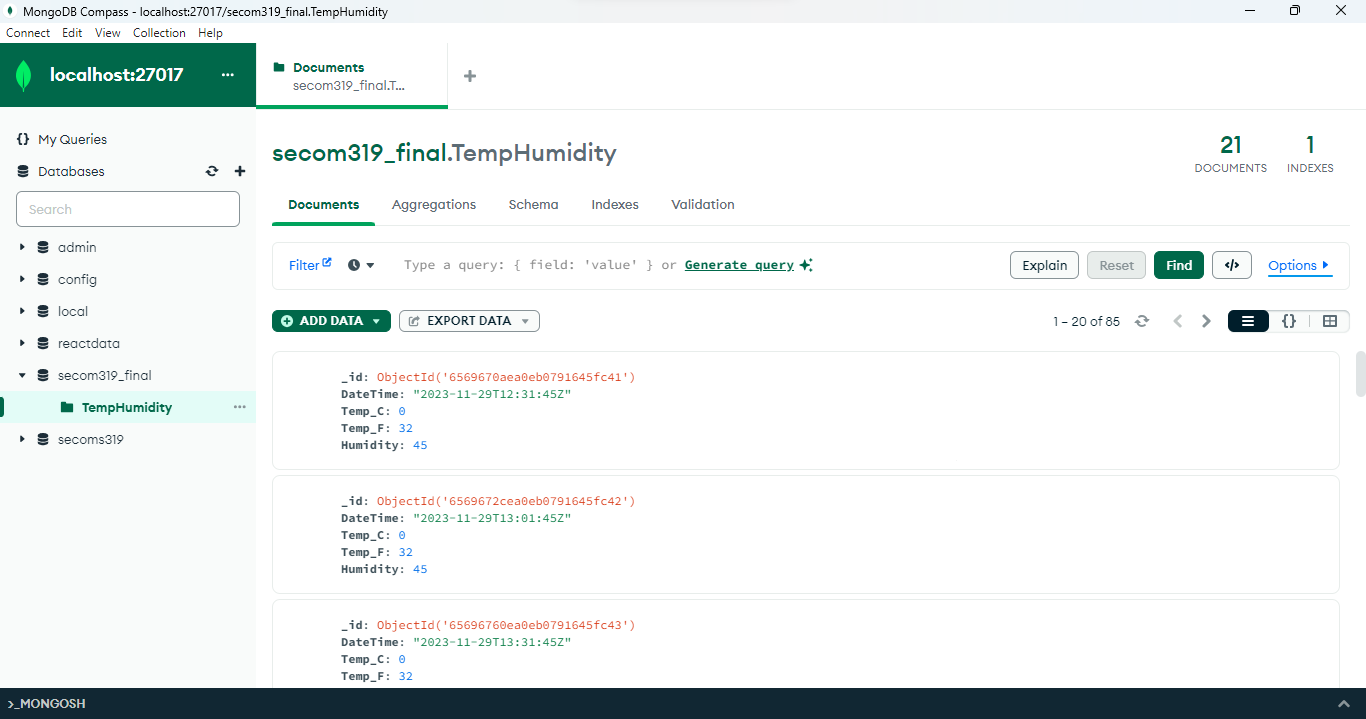 MongoDB Compass - localhost:27017/secom319_final.TempHumidity
Connect Edit View Collection Help
localhost:27017 ...
Documents
secom319_final.T...
+
{} My Queries
Databases
Search
admin
config
local
reactdata
secom319_final
TempHumidity ...
secoms319
secom319_final.TempHumidity
21
DOCUMENTS
1
INDEXES
Documents Aggregations Schema Indexes Validation
Filter Type a query: { field: 'value' } or Generate query Explain Reset Find </> Options
ADD DATA EXPORT DATA 1 – 20 of 85 {}
_id: ObjectId('6569670aea0eb0791645fc41')
DateTime: "2023-11-29T12:31:45Z"
Temp_C: 0
Temp_F: 32
Humidity: 45
_id: ObjectId('6569672cea0eb0791645fc42')
DateTime: "2023-11-29T13:01:45Z"
Temp_C: 0
Temp_F: 32
Humidity: 45
_id: ObjectId('65696760ea0eb0791645fc43')
DateTime: "2023-11-29T13:31:45Z"
Temp_C: 0
Temp_F: 32
>_MONGOSH